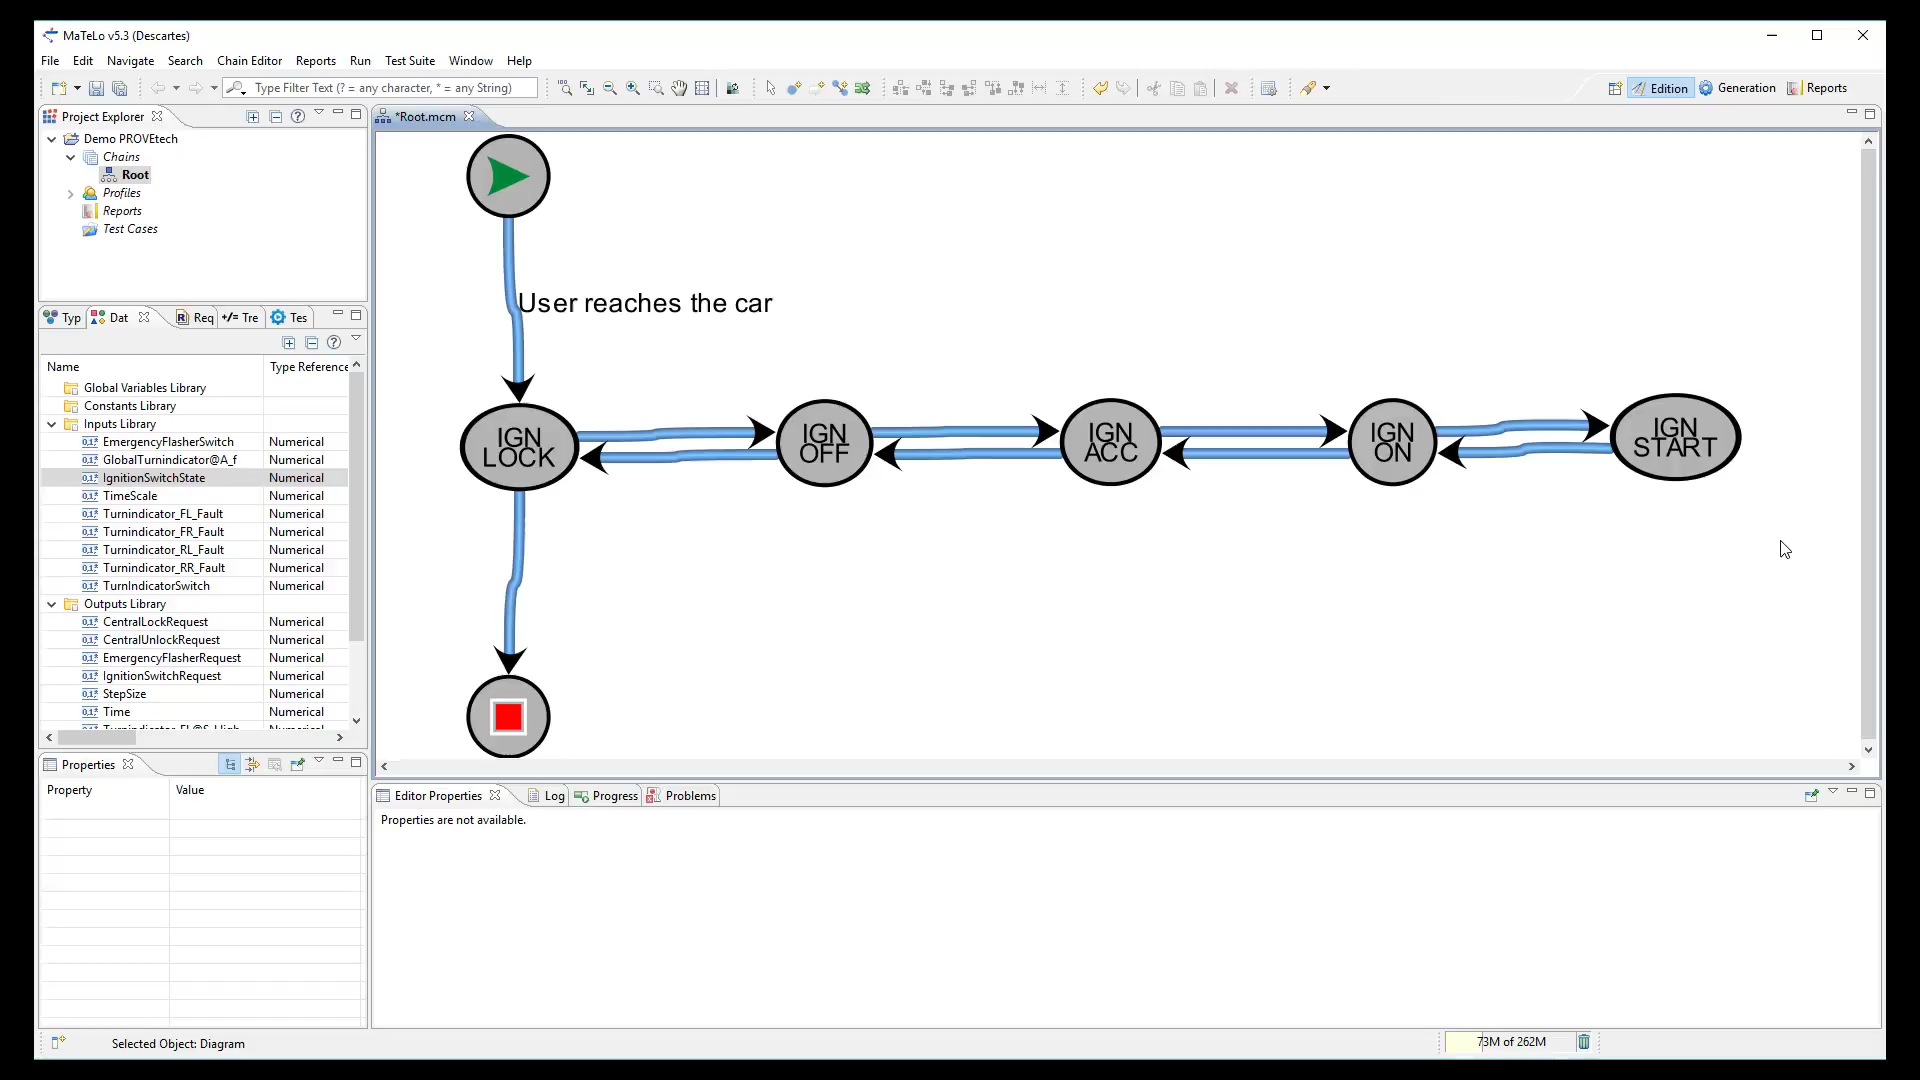 MaTeLo v5.3 (Descartes)
File Edit Navigate Search Chain Editor Reports Run Test Suite Window Help
Type Filter Text (? = any character, * = any String)
Edition Generation Reports
Project Explorer
Demo PROVEtech
Chains
Root
Profiles
Reports
Test Cases
Typ Dat Req +/= Tre Tes
Name Type Reference
Global Variables Library
Constants Library
Inputs Library
EmergencyFlasherSwitch Numerical
GlobalTurnindicator@A_f Numerical
IgnitionSwitchState Numerical
TimeScale Numerical
Turnindicator_FL_Fault Numerical
Turnindicator_FR_Fault Numerical
Turnindicator_RL_Fault Numerical
Turnindicator_RR_Fault Numerical
TurnIndicatorSwitch Numerical
Outputs Library
CentralLockRequest Numerical
CentralUnlockRequest Numerical
EmergencyFlasherRequest Numerical
IgnitionSwitchRequest Numerical
StepSize Numerical
Time Numerical
Properties
Property Value
*Root.mcm
User reaches the car
IGN
LOCK
IGN
OFF
IGN
ACC
IGN
ON
IGN
START
Editor Properties Log Progress Problems
Properties are not available.
Selected Object: Diagram
73M of 262M